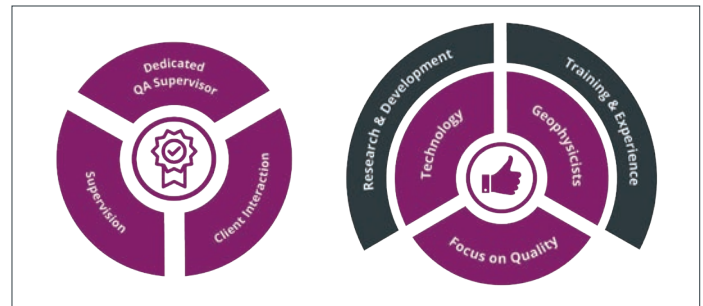 Dedicated
QA Supervisor
Supervision
Client Interaction
Research & Development
Training & Experience
Technology
Geophysicists
Focus on Quality